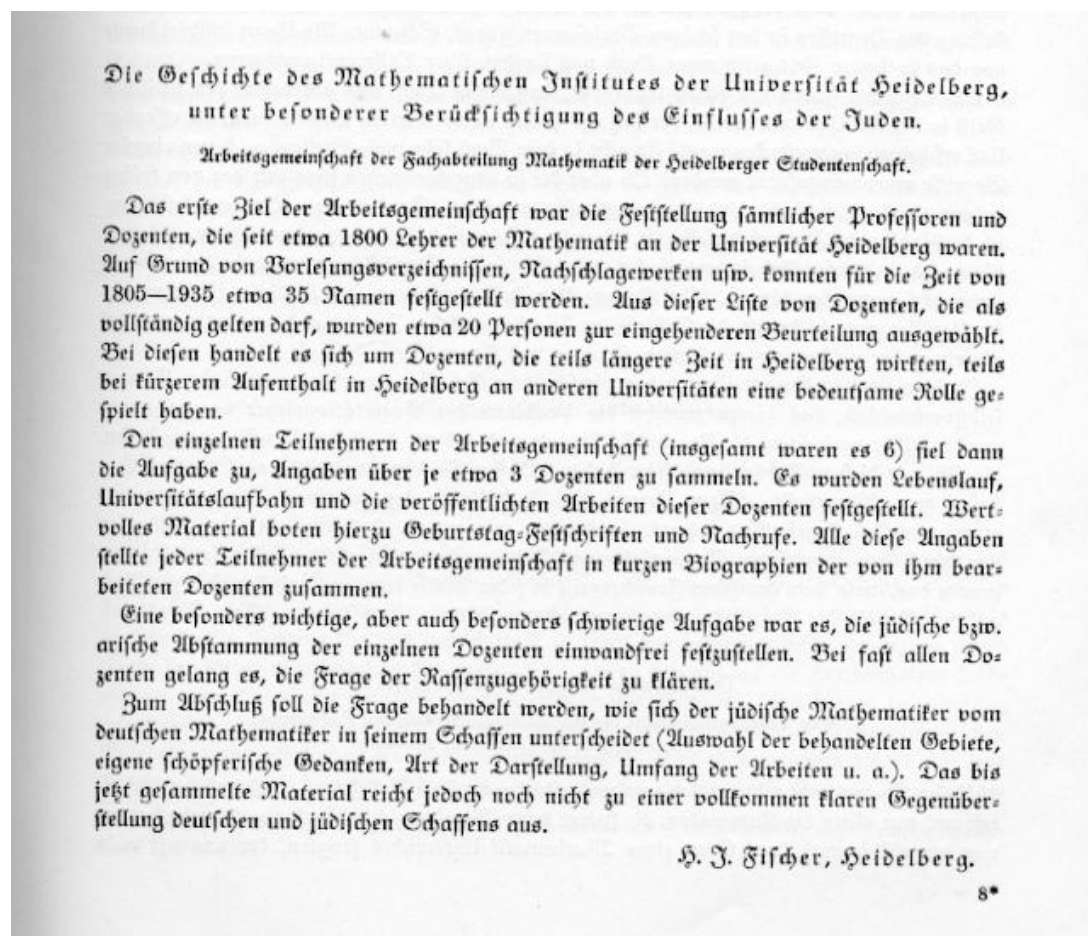 Die Geschichte des Mathematischen Institutes der Universität Heidelberg,
unter besonderer Berücksichtigung des Einflusses der Juden.
Arbeitsgemeinschaft der Fachabteilung Mathematik der Heidelberger Studentenschaft.
Das erste Ziel der Arbeitsgemeinschaft war die Feststellung sämtlicher Professoren und
Dozenten, die seit etwa 1800 Lehrer der Mathematik an der Universität Heidelberg waren.
Auf Grund von Vorlesungsverzeichnissen, Nachschlagewerken usw. konnten für die Zeit von
1805—1935 etwa 35 Namen festgestellt werden. Aus dieser Liste von Dozenten, die als
vollständig gelten darf, wurden etwa 20 Personen zur eingehenderen Beurteilung ausgewählt.
Bei diesen handelt es sich um Dozenten, die teils längere Zeit in Heidelberg wirkten, teils
bei kürzerem Aufenthalt in Heidelberg an anderen Universitäten eine bedeutsame Rolle ge-
spielt haben.
Den einzelnen Teilnehmern der Arbeitsgemeinschaft (insgesamt waren es 6) fiel dann
die Aufgabe zu, Angaben über je etwa 3 Dozenten zu sammeln. Es wurden Lebenslauf,
Universitätslaufbahn und die veröffentlichten Arbeiten dieser Dozenten festgestellt. Wert-
volles Material boten hierzu Geburtstag-Festschriften und Nachrufe. Alle diese Angaben
stellte jeder Teilnehmer der Arbeitsgemeinschaft in kurzen Biographien der von ihm bear-
beiteten Dozenten zusammen.
Eine besonders wichtige, aber auch besonders schwierige Aufgabe war es, die jüdische bzw.
arische Abstammung der einzelnen Dozenten einwandfrei festzustellen. Bei fast allen Do-
zenten gelang es, die Frage der Rassenzugehörigkeit zu klären.
Zum Abschluß soll die Frage behandelt werden, wie sich der jüdische Mathematiker vom
deutschen Mathematiker in seinem Schaffen unterscheidet (Auswahl der behandelten Gebiete,
eigene schöpferische Gedanken, Art der Darstellung, Umfang der Arbeiten u. a.). Das bis
jetzt gesammelte Material reicht jedoch noch nicht zu einer vollkommen klaren Gegenüber-
stellung deutschen und jüdischen Schaffens aus.
H. J. Fischer, Heidelberg.
8*